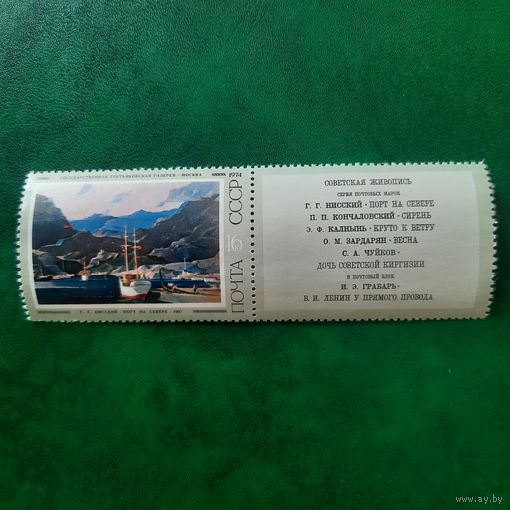 ГОСУДАРСТВЕННАЯ ТРЕТЬЯКОВСКАЯ ГАЛЕРЕЯ · МОСКВА
1974
ПОЧТА 16 СССР
Г. Г. НИССКИЙ · ПОРТ НА СЕВЕРЕ · 1957
СОВЕТСКАЯ ЖИВОПИСЬ
СЕРИЯ ПОЧТОВЫХ МАРОК
Г. Г. НИССКИЙ · ПОРТ НА СЕВЕРЕ
П. П. КОНЧАЛОВСКИЙ · СИРЕНЬ
Э. Ф. КАЛНЫНЬ · КРУТО К ВЕТРУ
О. М. ЗАРДАРЯН · ВЕСНА
С. А. ЧУЙКОВ ·
ДОЧЬ СОВЕТСКОЙ КИРГИЗИИ
И ПОЧТОВЫЙ БЛОК
И. Э. ГРАБАРЬ ·
В. И. ЛЕНИН У ПРЯМОГО ПРОВОДА
www.ay.by